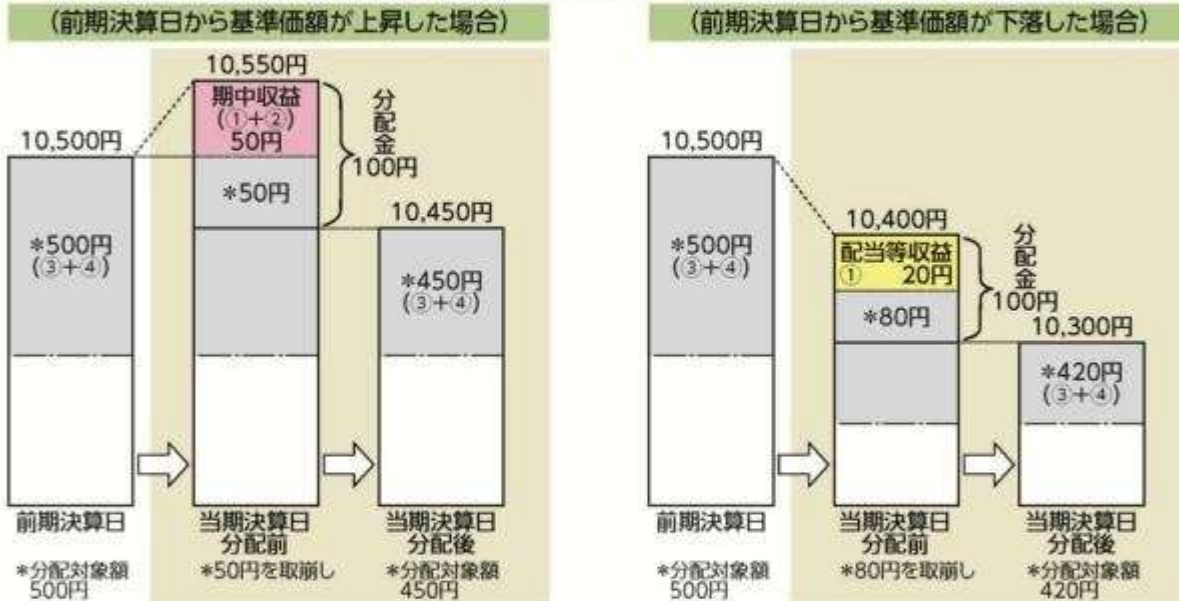 (前期決算日から基準価額が上昇した場合)
10,550円
期中収益
(①+②)
50円
*50円
分配金
100円
10,500円
*500円
(③+④)
10,450円
*450円
(③+④)
前期決算日
当期決算日
分配前
当期決算日
分配後
*分配対象額
500円
*50円を取崩し
*分配対象額
450円
(前期決算日から基準価額が下落した場合)
10,500円
*500円
(③+④)
10,400円
配当等収益
① 20円
*80円
分配金
100円
10,300円
*420円
(③+④)
前期決算日
当期決算日
分配前
当期決算日
分配後
*分配対象額
500円
*80円を取崩し
*分配対象額
420円